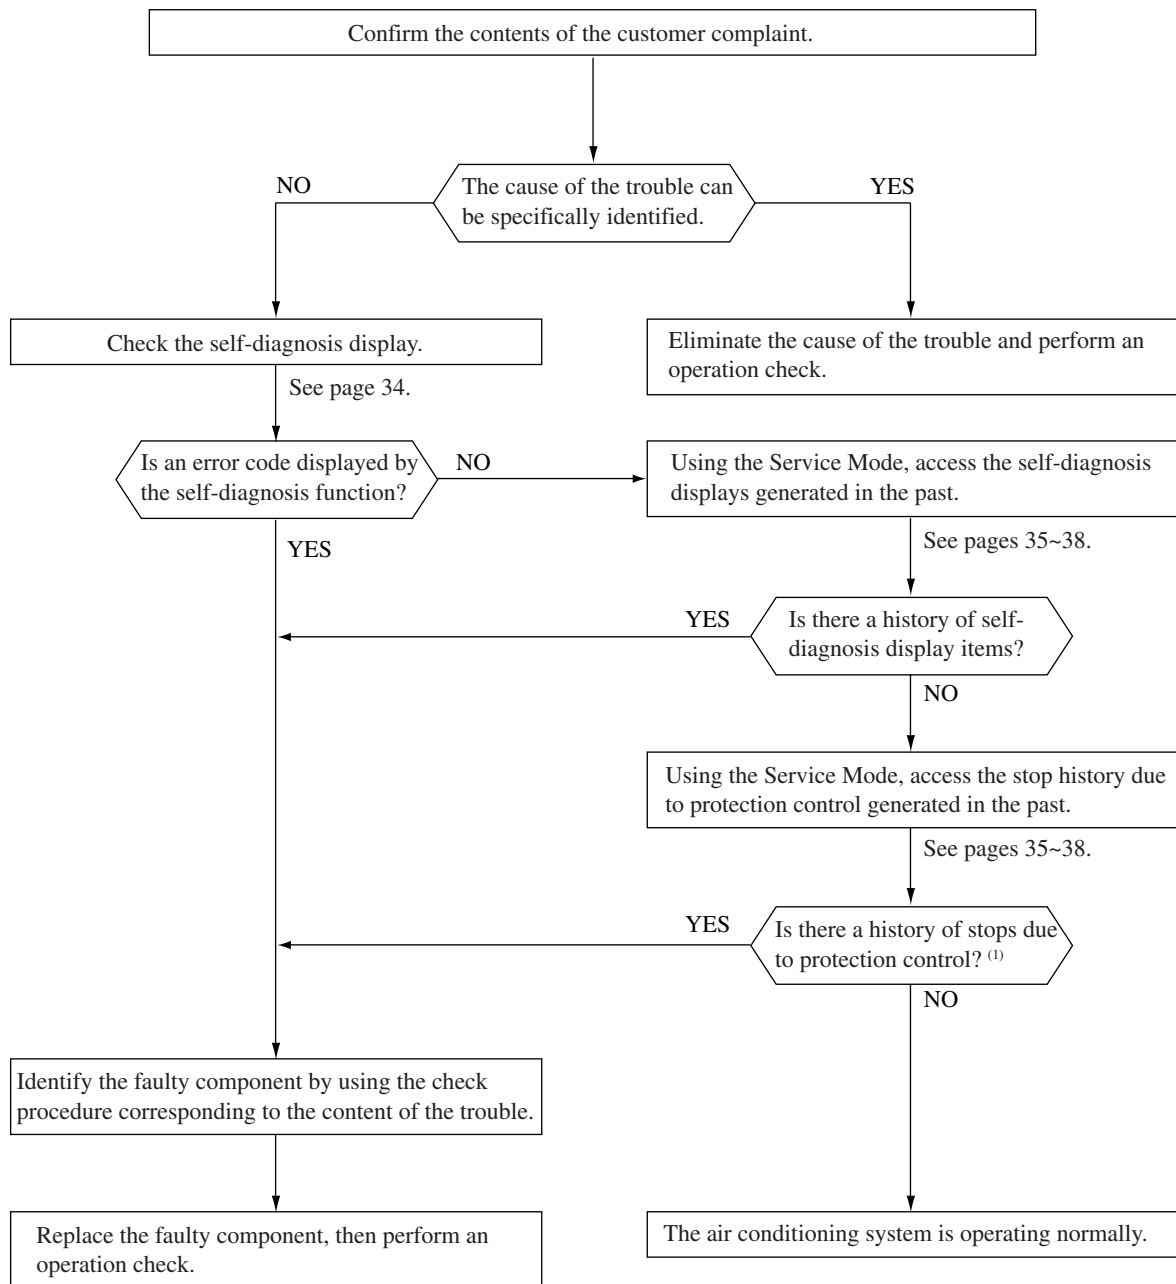 Confirm the contents of the customer complaint.
NO
The cause of the trouble can
be specifically identified.
YES
Check the self-diagnosis display.
Eliminate the cause of the trouble and perform an
operation check.
See page 34.
Is an error code displayed by
the self-diagnosis function?
NO
YES
Using the Service Mode, access the self-diagnosis
displays generated in the past.
See pages 35~38.
YES
Is there a history of self-
diagnosis display items?
NO
Using the Service Mode, access the stop history due
to protection control generated in the past.
See pages 35~38.
YES
Is there a history of stops due
to protection control? (1)
NO
Identify the faulty component by using the check
procedure corresponding to the content of the trouble.
Replace the faulty component, then perform an
operation check.
The air conditioning system is operating normally.